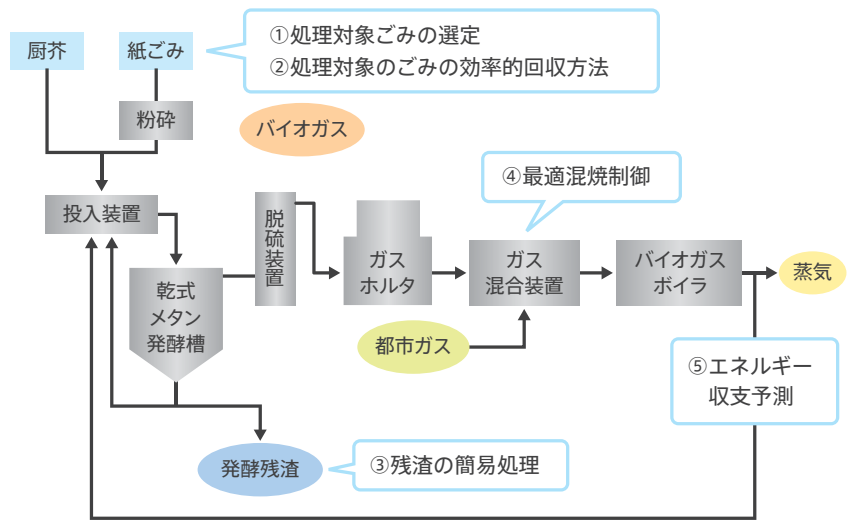 厨芥
紙ごみ
①処理対象ごみの選定
②処理対象のごみの効率的回収方法
粉砕
バイオガス
④最適混焼制御
投入装置
脱硫装置
ガス
ホルタ
ガス
混合装置
バイオガス
ボイラ
蒸気
乾式
メタン
発酵槽
都市ガス
⑤エネルギー
収支予測
発酵残渣
③残渣の簡易処理